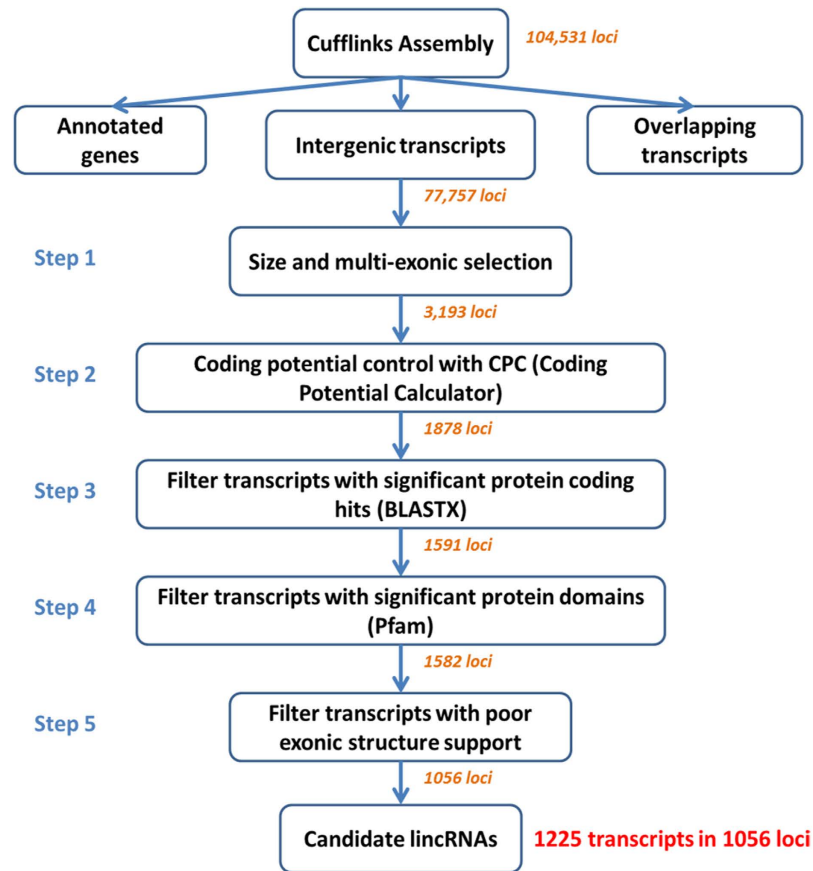 Cufflinks Assembly
104,531 loci
Annotated
genes
Intergenic transcripts
Overlapping
transcripts
77,757 loci
Step 1
Size and multi-exonic selection
3,193 loci
Step 2
Coding potential control with CPC (Coding
Potential Calculator)
1878 loci
Step 3
Filter transcripts with significant protein coding
hits (BLASTX)
1591 loci
Step 4
Filter transcripts with significant protein domains
(Pfam)
1582 loci
Step 5
Filter transcripts with poor
exonic structure support
1056 loci
Candidate lincRNAs
1225 transcripts in 1056 loci